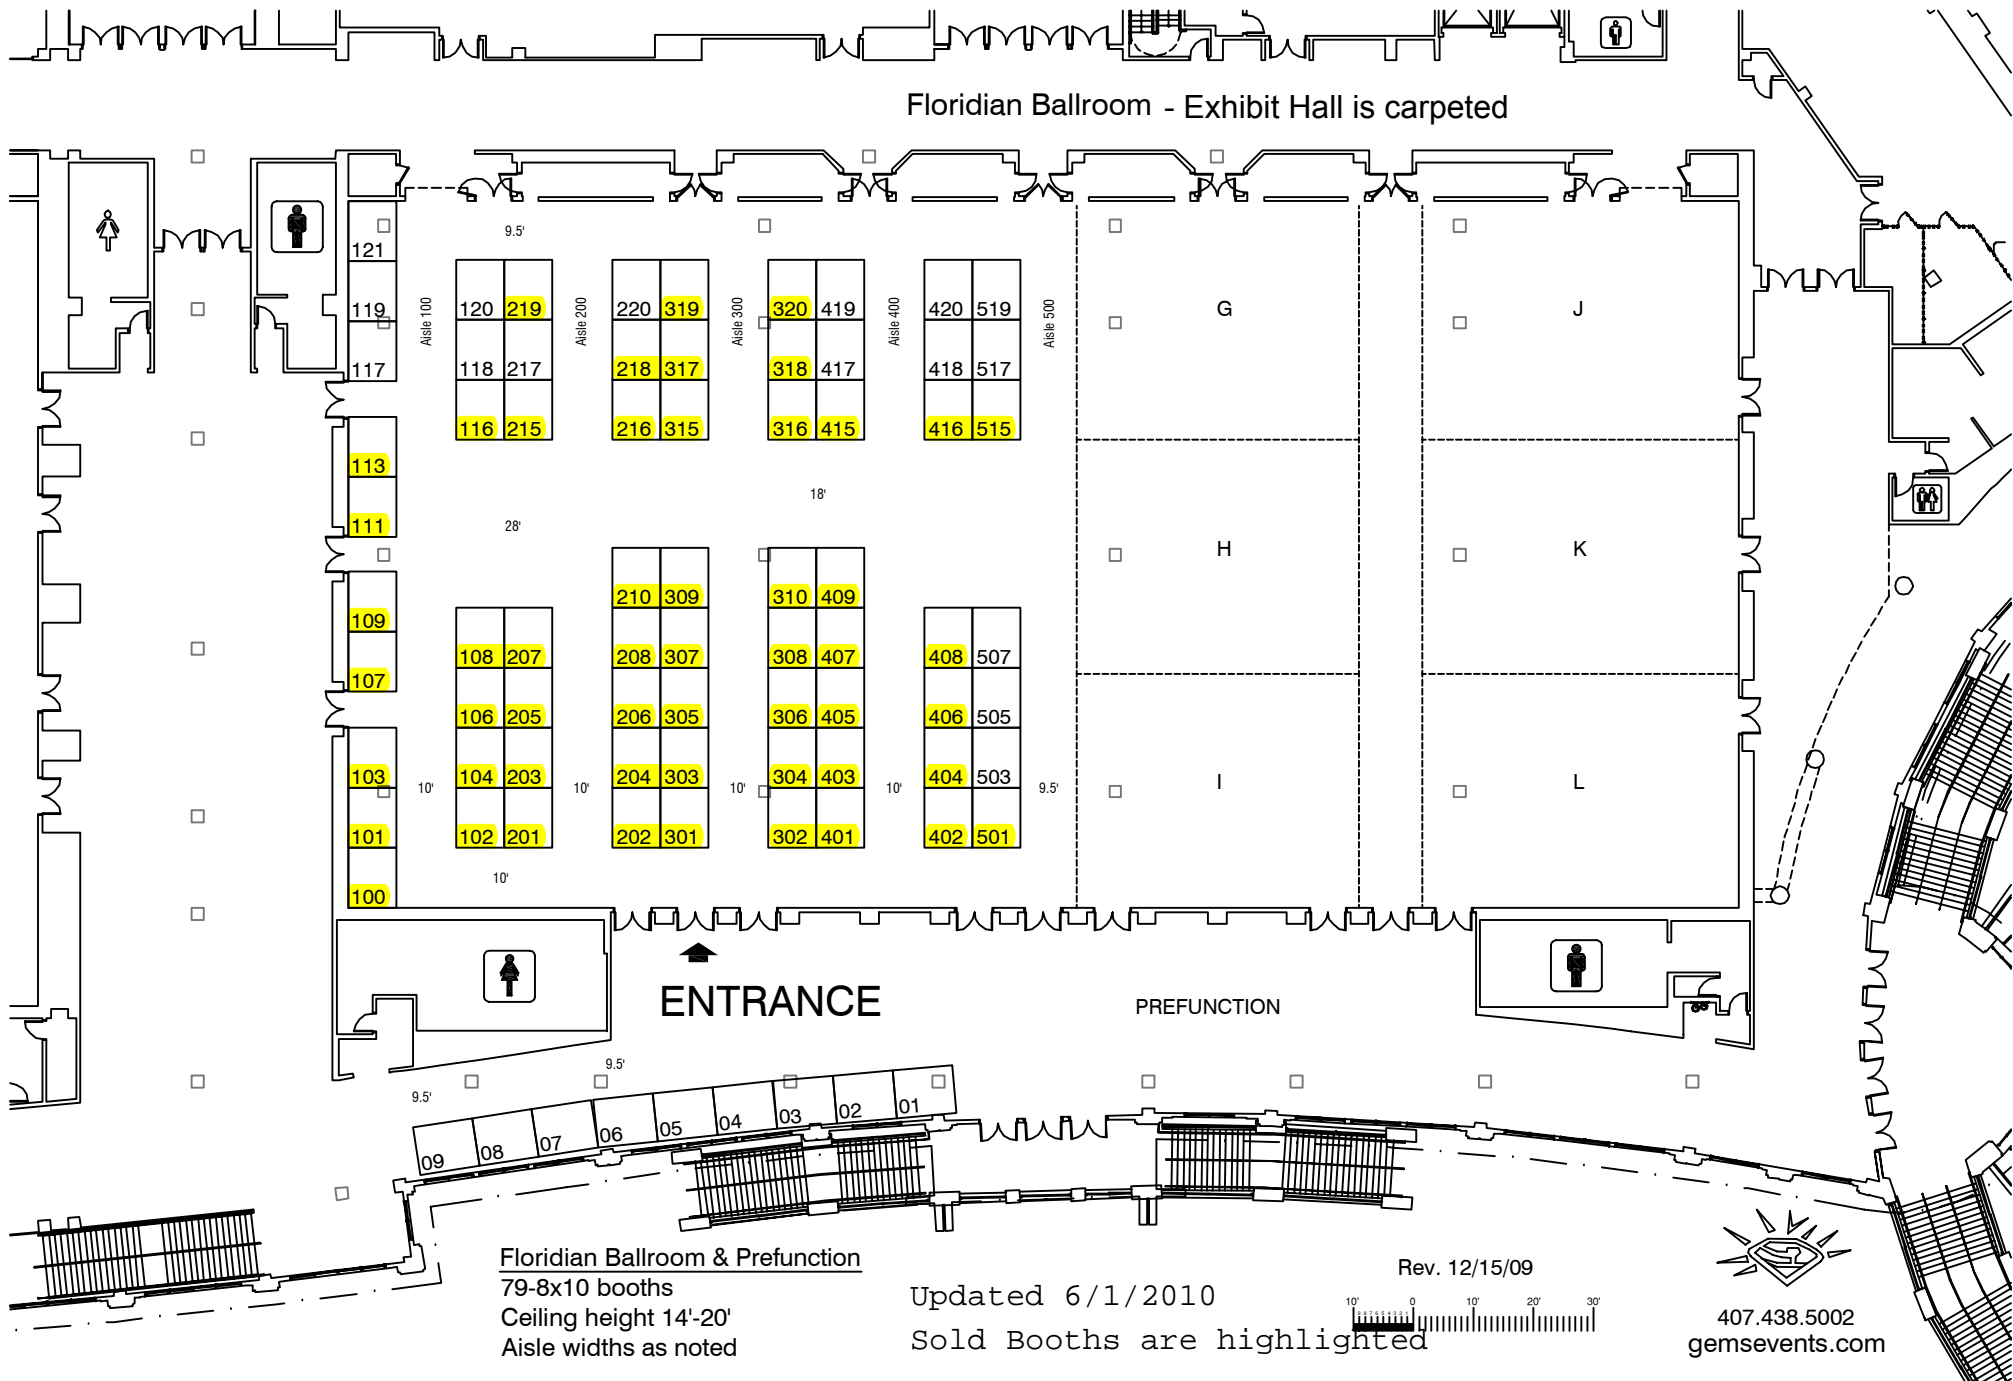 Floridian Ballroom - Exhibit Hall is carpeted
121
9.5'
119
Aisle 100
120 219
Aisle 200
220 319
Aisle 300
320 419
Aisle 400
420 519
Aisle 500
G
J
117
118 217
218 317
318 417
418 517
116 215
216 315
316 415
416 515
113
18'
111
28'
H
K
210 309
310 409
109
108 207
208 307
308 407
408 507
107
106 205
206 305
306 405
406 505
103
10'
104 203
10'
204 303
10'
304 403
10'
404 503
9.5'
I
L
101
102 201
202 301
302 401
402 501
10'
100
ENTRANCE
PREFUNCTION
9.5'
9.5'
09 08 07 06 05 04 03 02 01
Floridian Ballroom & Prefunction
79-8x10 booths
Ceiling height 14'-20'
Aisle widths as noted
Updated 6/1/2010
Sold Booths are highlighted
Rev. 12/15/09
10' 0 10' 20' 30'
407.438.5002
gemsevents.com